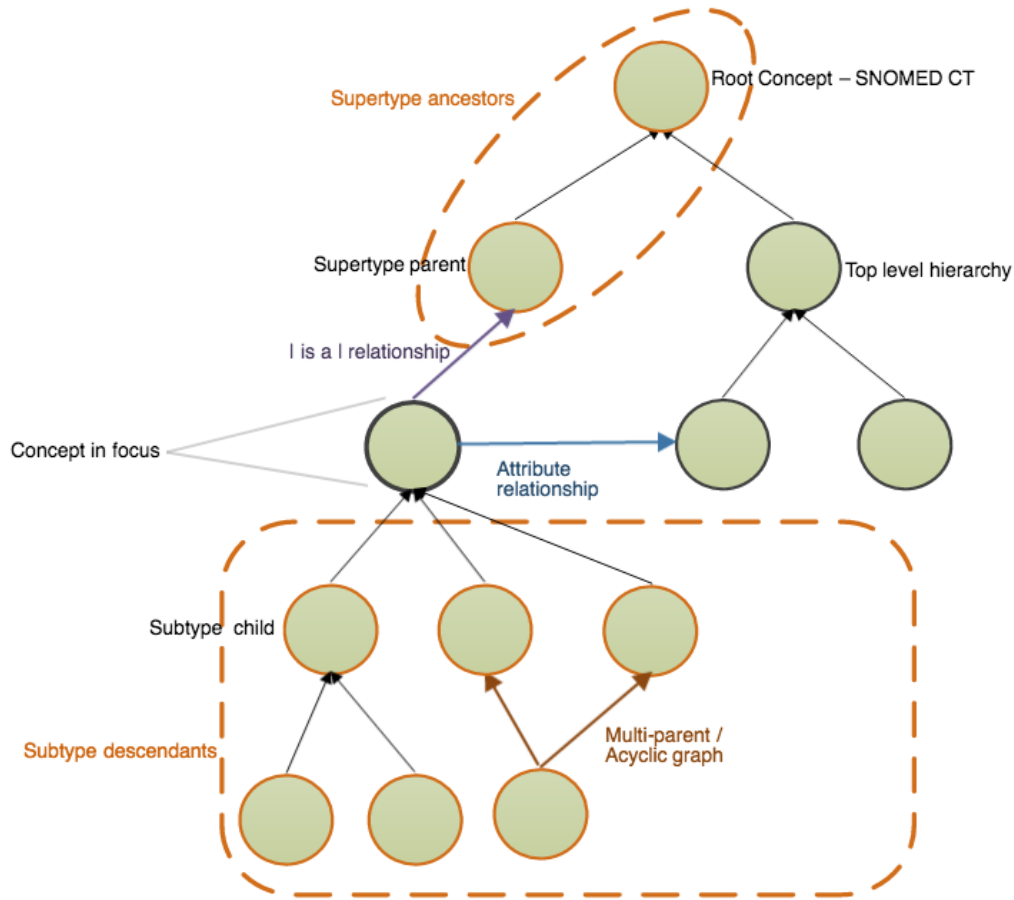 Root Concept – SNOMED CT
Supertype ancestors
Supertype parent
Top level hierarchy
| is a | relationship
Concept in focus
Attribute
relationship
Subtype child
Multi-parent /
Acyclic graph
Subtype descendants